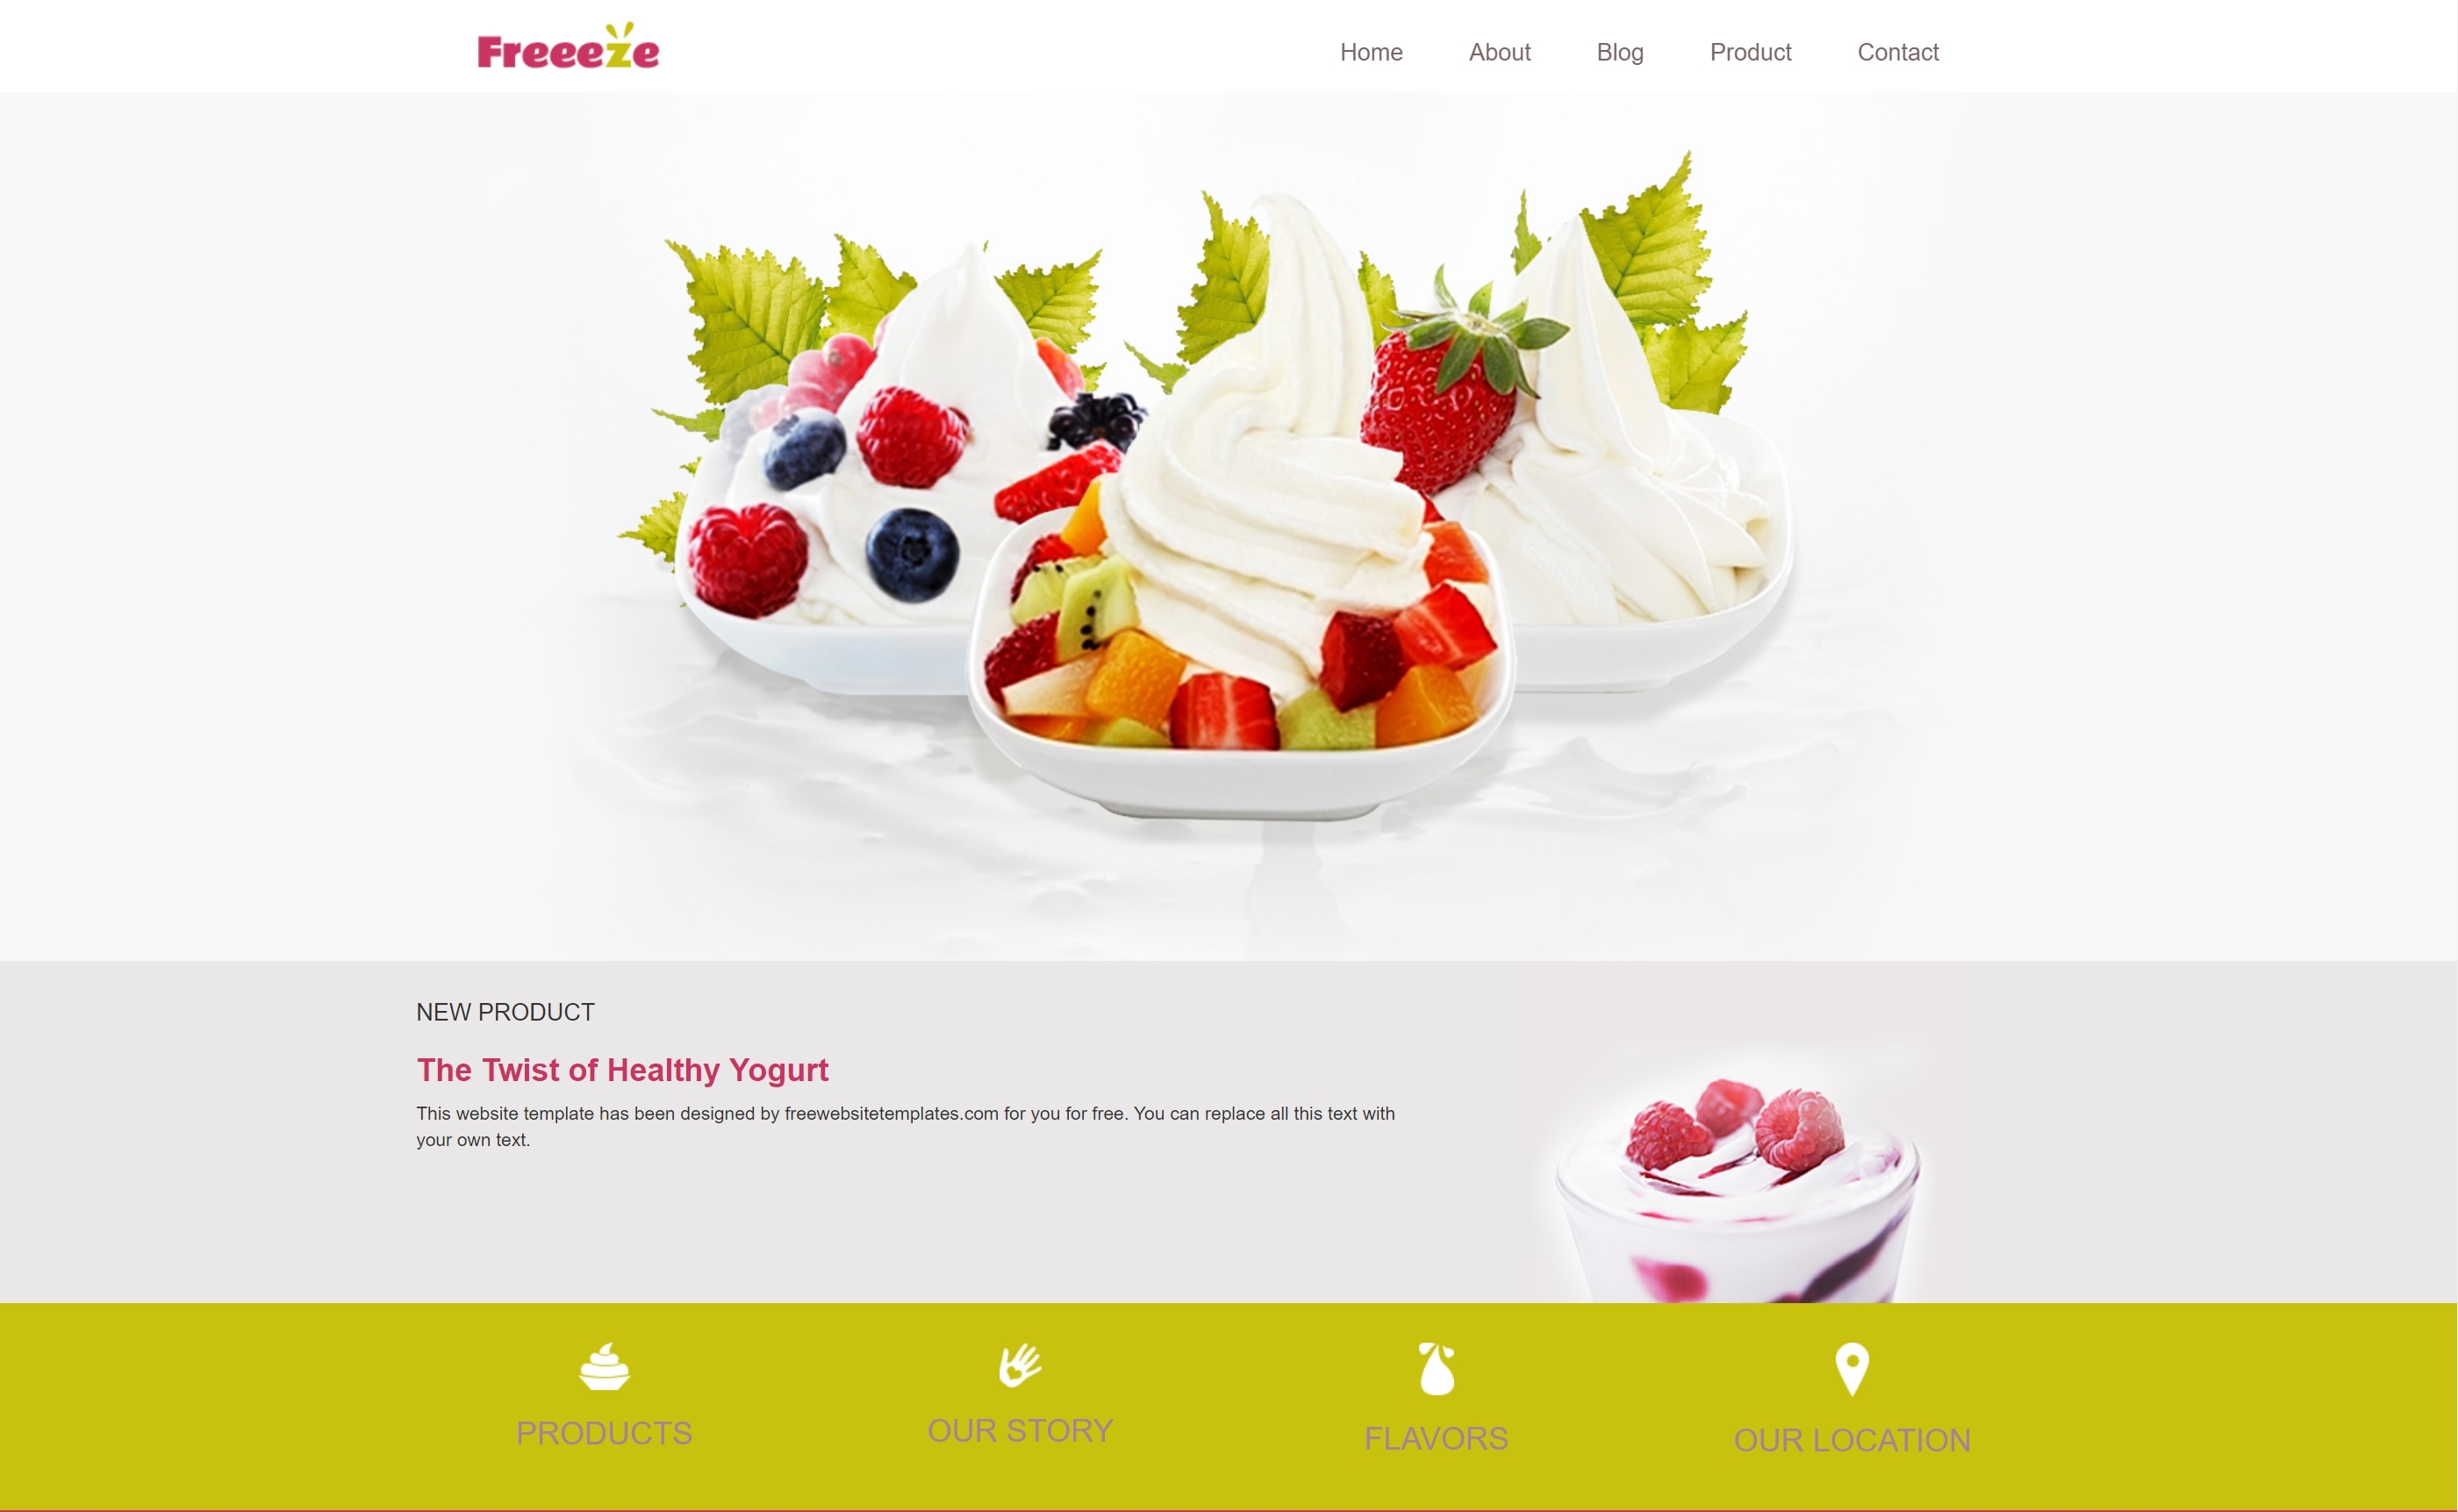 Freeeze
Home About Blog Product Contact
NEW PRODUCT
The Twist of Healthy Yogurt
This website template has been designed by freewebsitetemplates.com for you for free. You can replace all this text with
your own text.
PRODUCTS OUR STORY FLAVORS OUR LOCATION